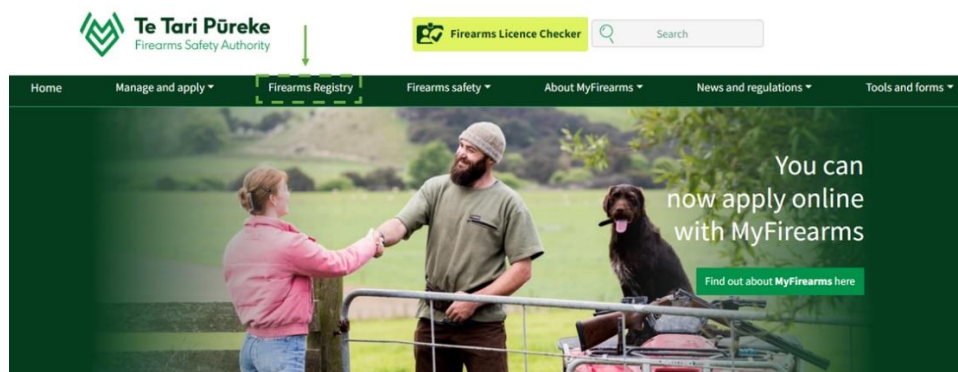 Te Tari Pūreke
Firearms Safety Authority
Firearms Licence Checker
Search
Home
Manage and apply
Firearms Registry
Firearms safety
About MyFirearms
News and regulations
Tools and forms
You can
now apply online
with MyFirearms
Find out about MyFirearms here